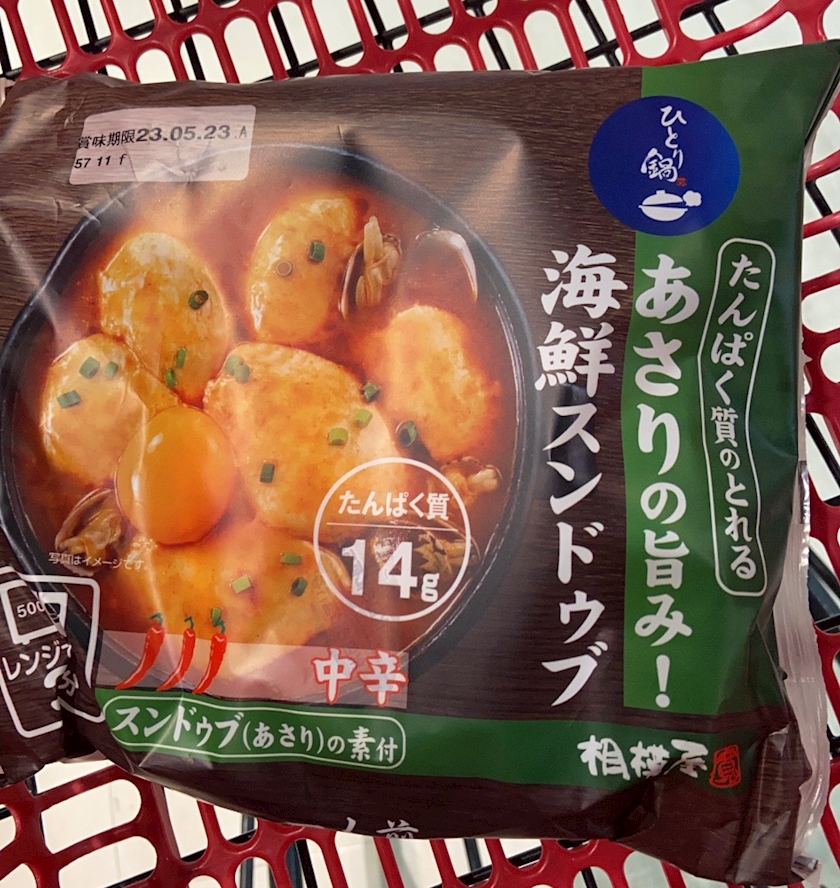 賞味期限23.05.23.A
57 11 f
ひとり
鍋
たんぱく質のとれる
あさりの旨み!
海鮮スンドゥブ
たんぱく質
14g
写真はイメージです。
500
レンジで
中辛
スンドゥブ(あさり)の素付
相模屋
人前